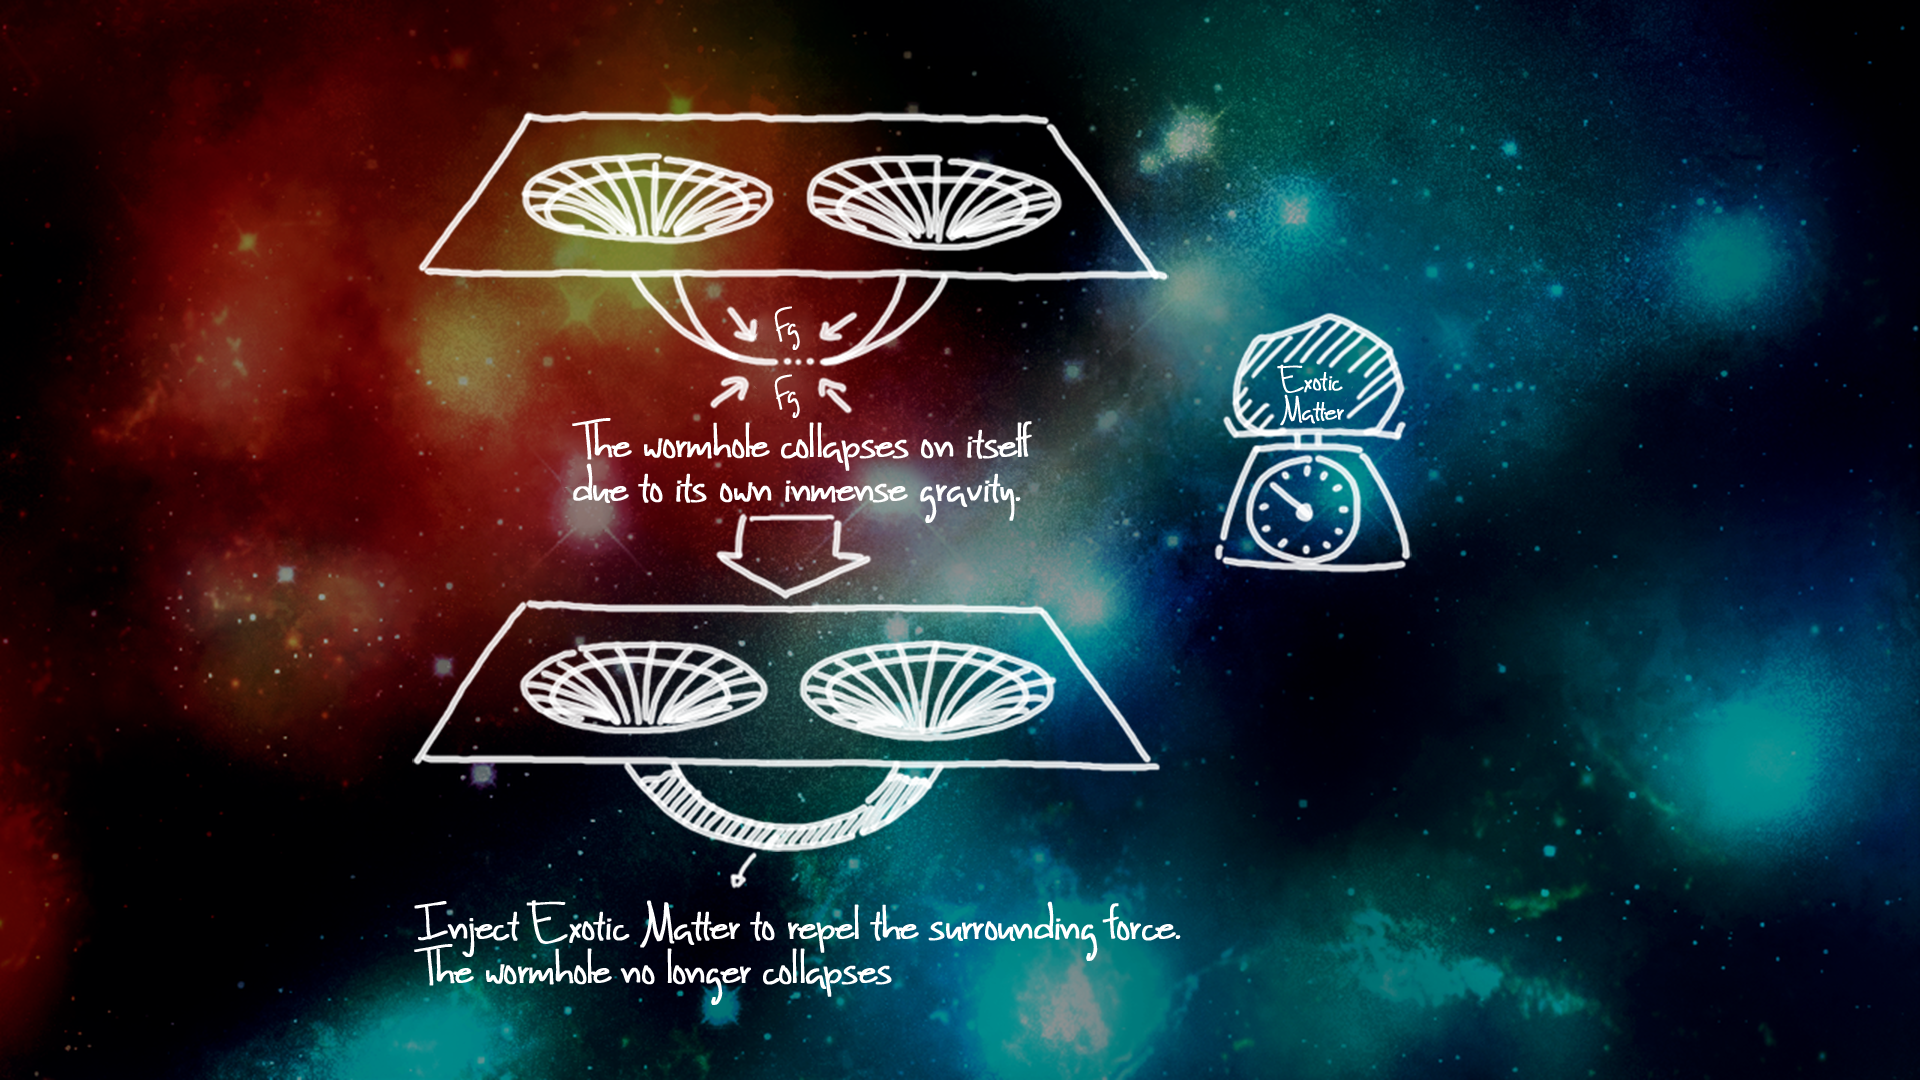 Fg
Fg
The wormhole collapses on itself
due to its own inmense gravity.
Exotic
Matter
Inject Exotic Matter to repel the surrounding force.
The wormhole no longer collapses